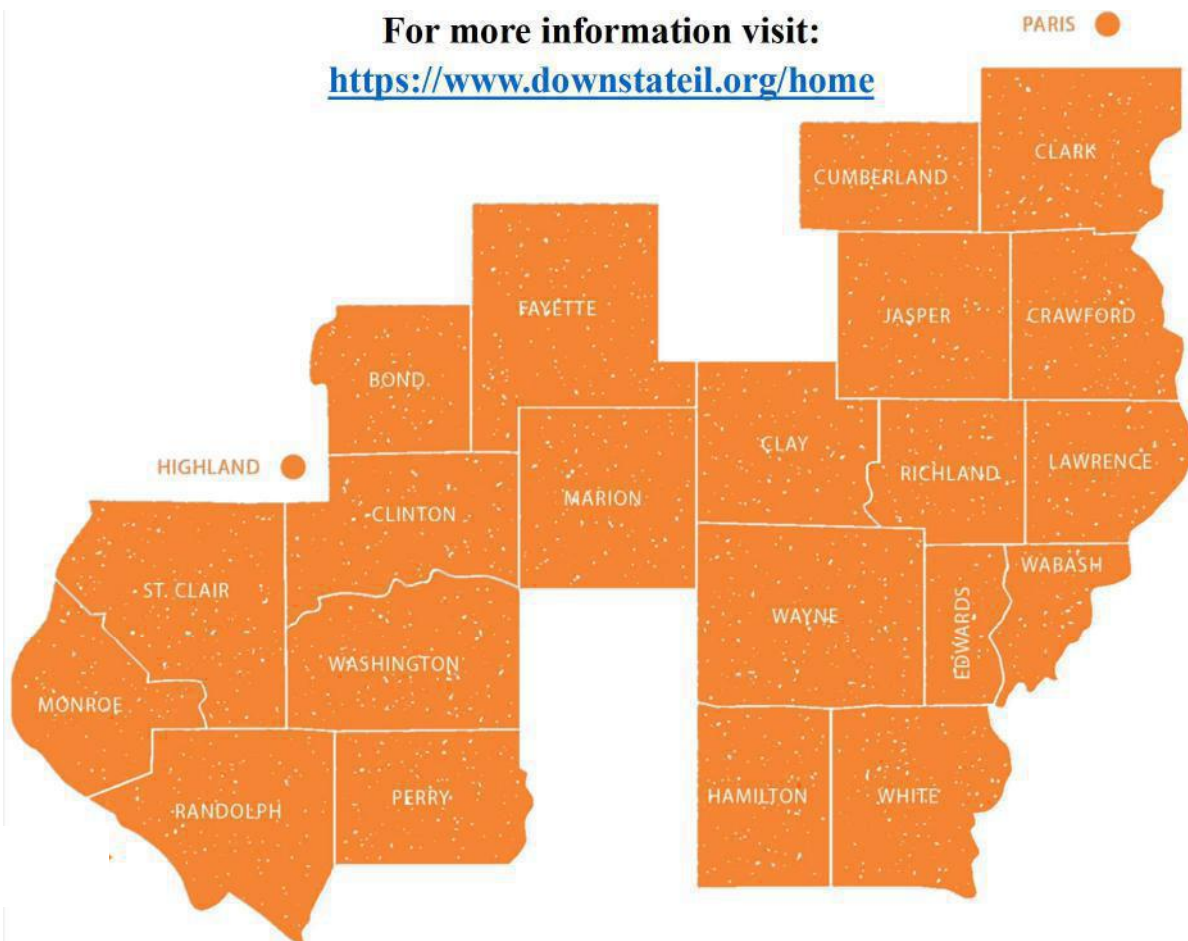 For more information visit:
https://www.downstateil.org/home
PARIS
CLARK
CUMBERLAND
FAYETTE
JASPER
CRAWFORD
BOND
CLAY
RICHLAND
LAWRENCE
HIGHLAND
CLINTON
MARION
ST. CLAIR
WABASH
WAYNE
EDWARDS
WASHINGTON
MONROE
RANDOLPH
PERRY
HAMILTON
WHITE